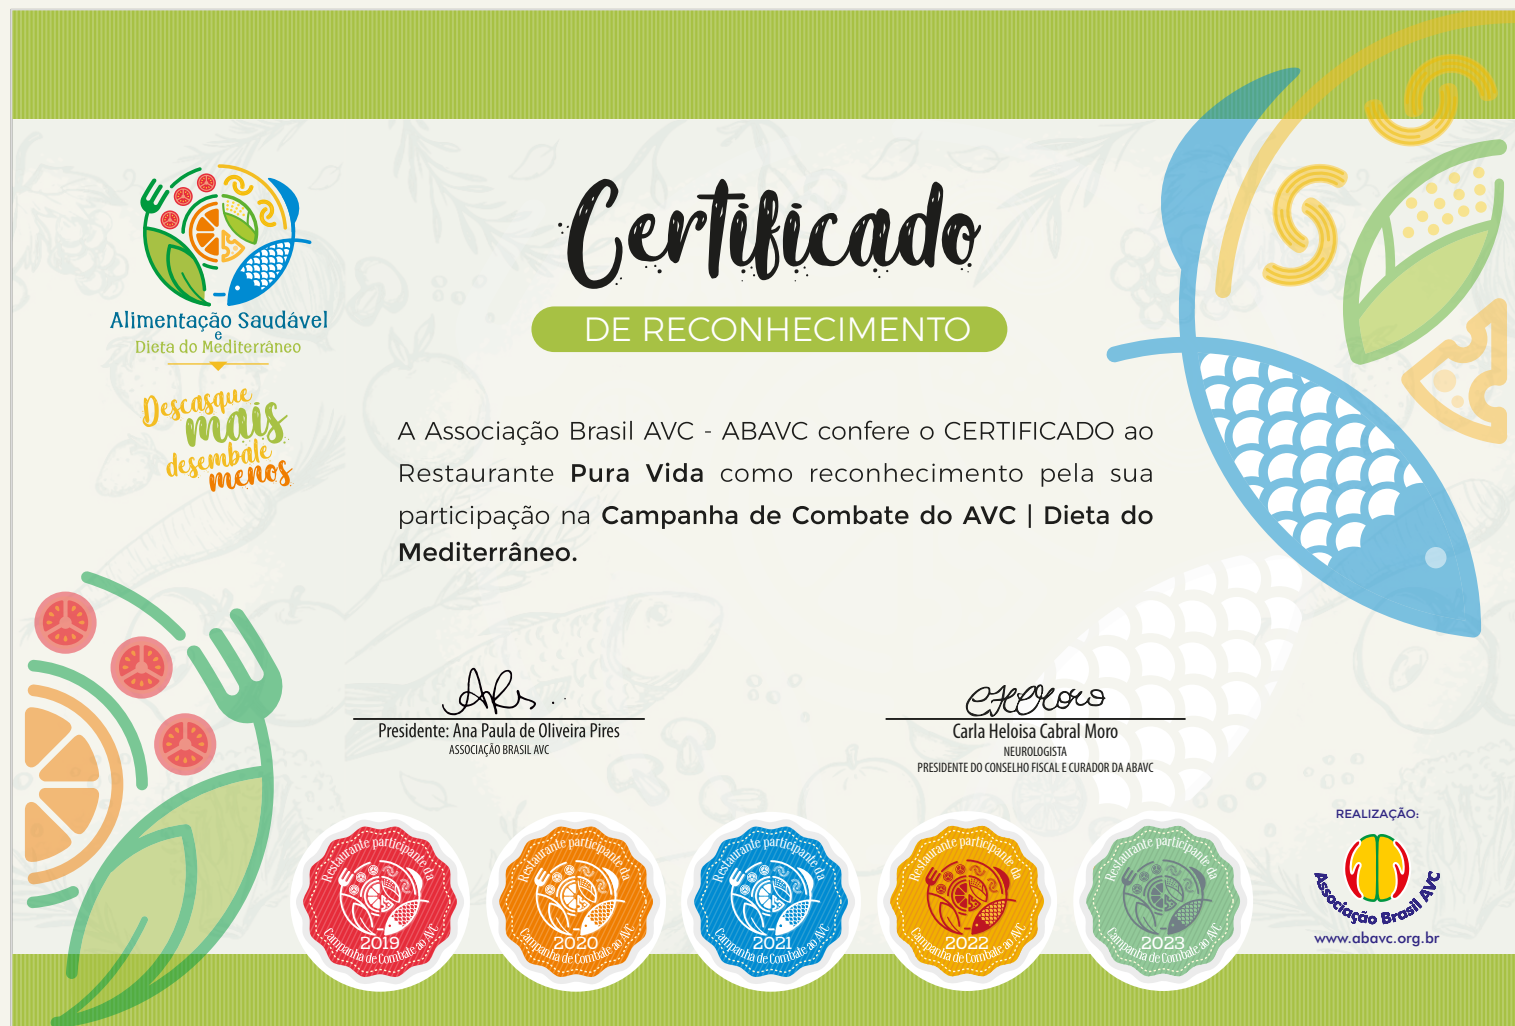 Certificado
DE RECONHECIMENTO
Alimentação Saudável
e
Dieta do Mediterrâneo
Descasque
mais
desembale
menos
A Associação Brasil AVC - ABAVC confere o CERTIFICADO ao
Restaurante Pura Vida como reconhecimento pela sua
participação na Campanha de Combate do AVC | Dieta do
Mediterrâneo.
Presidente: Ana Paula de Oliveira Pires
ASSOCIAÇÃO BRASIL AVC
Carla Heloisa Cabral Moro
NEUROLOGISTA
PRESIDENTE DO CONSELHO FISCAL E CURADOR DA ABAVC
Restaurante participante da
2019
Campanha de Combate ao AVC
Restaurante participante da
2020
Campanha de Combate ao AVC
Restaurante participante da
2021
Campanha de Combate ao AVC
Restaurante participante da
2022
Campanha de Combate ao AVC
Restaurante participante da
2023
Campanha de Combate ao AVC
REALIZAÇÃO:
Associação Brasil AVC
www.abavc.org.br